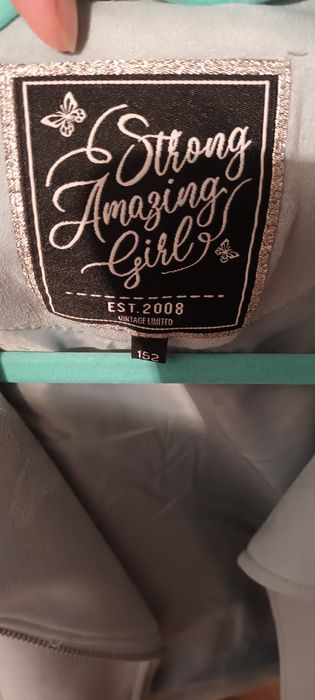 Strong
Amazing
Girl
EST. 2008
VINTAGE LIMITED
152